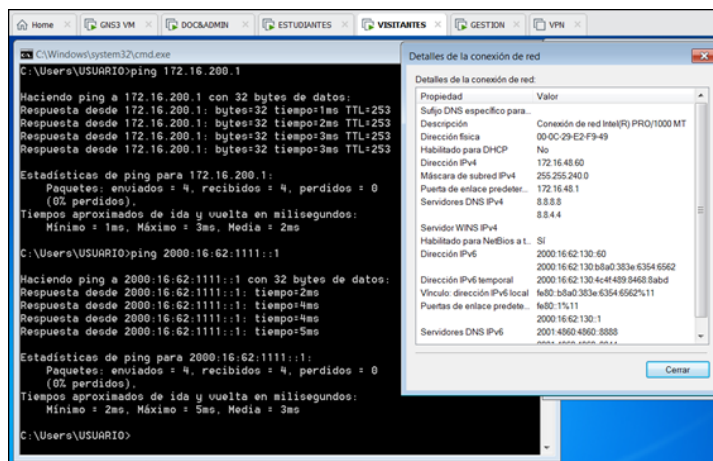 Home
GNS3 VM
DOC&ADMIN
ESTUDIANTES
VISITANTES
GESTION
VPN
C:\Windows\system32\cmd.exe
C:\Users\USUARIO>ping 172.16.200.1
Haciendo ping a 172.16.200.1 con 32 bytes de datos:
Respuesta desde 172.16.200.1: bytes=32 tiempo=1ms TTL=253
Respuesta desde 172.16.200.1: bytes=32 tiempo=2ms TTL=253
Respuesta desde 172.16.200.1: bytes=32 tiempo=3ms TTL=253
Respuesta desde 172.16.200.1: bytes=32 tiempo=3ms TTL=253
Estadísticas de ping para 172.16.200.1:
Paquetes: enviados = 4, recibidos = 4, perdidos = 0
(0% perdidos),
Tiempos aproximados de ida y vuelta en milisegundos:
Mínimo = 1ms, Máximo = 3ms, Media = 2ms
C:\Users\USUARIO>ping 2000:16:62:1111::1
Haciendo ping a 2000:16:62:1111::1 con 32 bytes de datos:
Respuesta desde 2000:16:62:1111::1: tiempo=2ms
Respuesta desde 2000:16:62:1111::1: tiempo=4ms
Respuesta desde 2000:16:62:1111::1: tiempo=4ms
Respuesta desde 2000:16:62:1111::1: tiempo=5ms
Estadísticas de ping para 2000:16:62:1111::1:
Paquetes: enviados = 4, recibidos = 4, perdidos = 0
(0% perdidos),
Tiempos aproximados de ida y vuelta en milisegundos:
Mínimo = 2ms, Máximo = 5ms, Media = 3ms
C:\Users\USUARIO>
Detalles de la conexión de red
Detalles de la conexión de red:
Propiedad Valor
Sufijo DNS específico para...
Descripción Conexión de red Intel(R) PRO/1000 MT
Dirección física 00-0C-29-E2-F9-49
Habilitado para DHCP No
Dirección IPv4 172.16.48.60
Máscara de subred IPv4 255.255.240.0
Puerta de enlace predeter... 172.16.48.1
Servidores DNS IPv4 8.8.8.8
8.8.4.4
Servidor WINS IPv4
Habilitado para NetBios a t... Sí
Dirección IPv6 2000:16:62:130::60
2000:16:62:130:b8a0:383e:6354:6562
Dirección IPv6 temporal 2000:16:62:130:4c4f:489:8468:8abd
Vínculo: dirección IPv6 local fe80::b8a0:383e:6354:6562%11
Puertas de enlace predete... fe80::1%11
2000:16:62:130::1
Servidores DNS IPv6 2001:4860:4860::8888
Cerrar